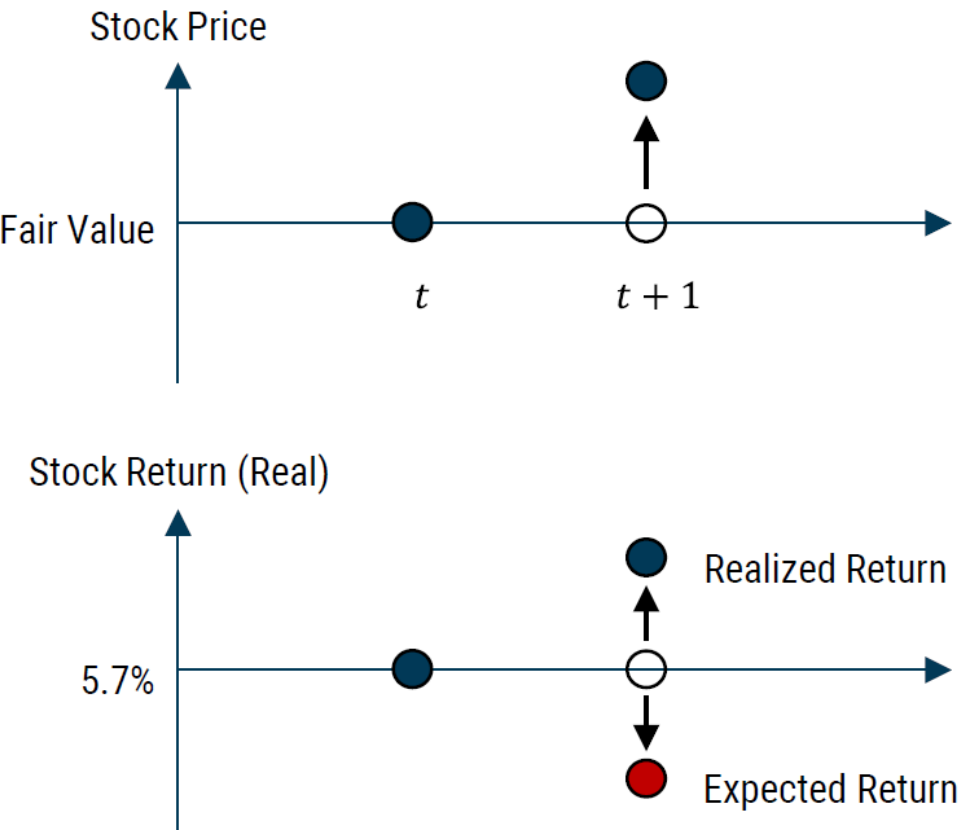 Stock Price
Fair Value
t
t + 1
Stock Return (Real)
Realized Return
5.7%
Expected Return